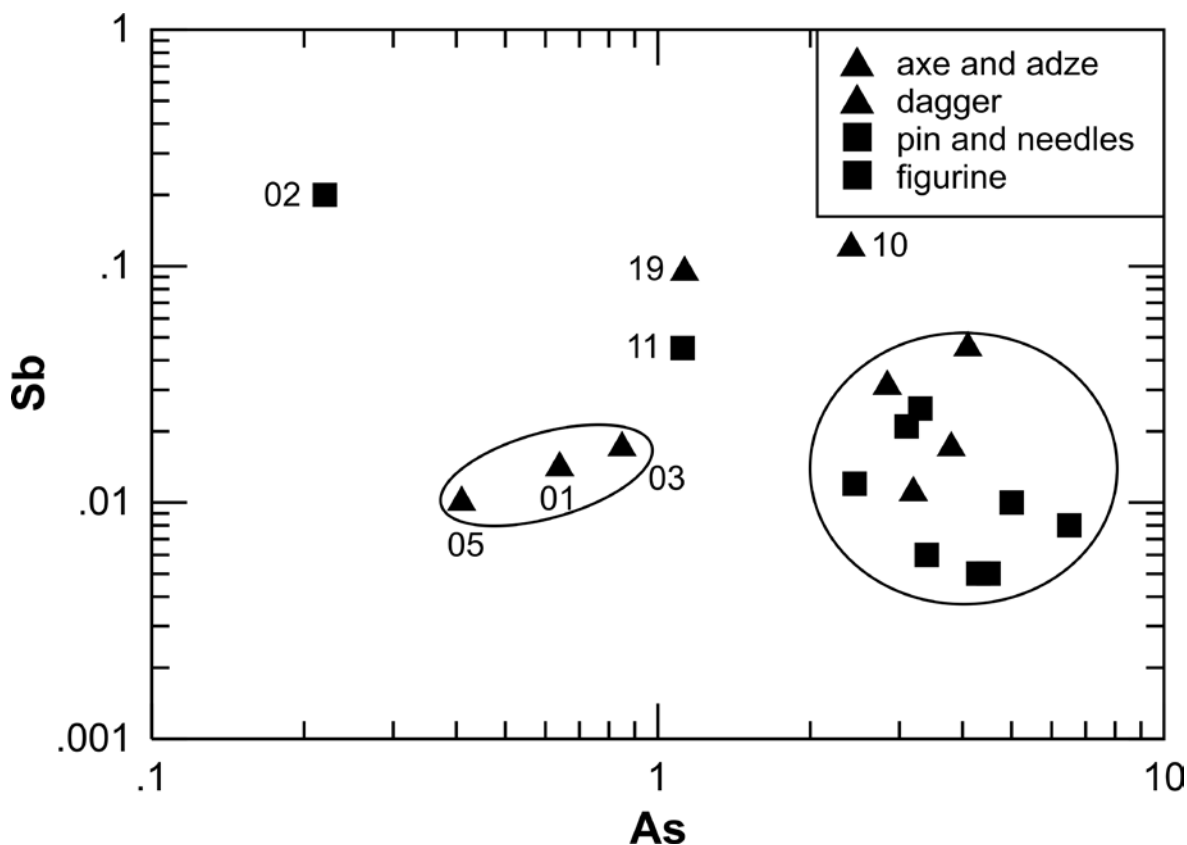 1
axe and adze
dagger
pin and needles
figurine
02
10
19
.1
11
Sb
03
01
.01
05
.001
.1
1
10
As